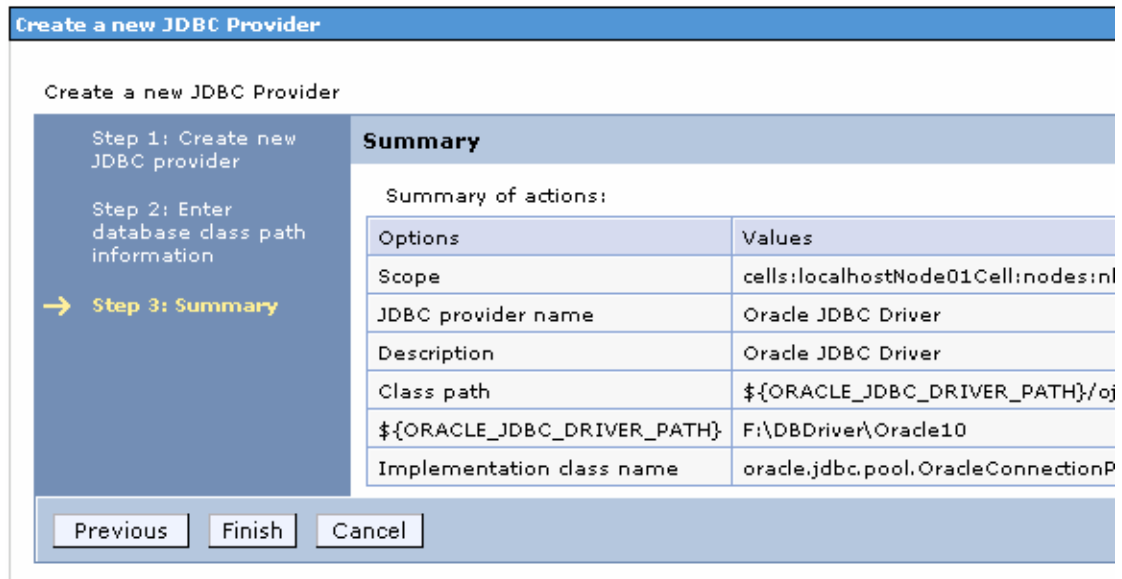 Create a new JDBC Provider
Create a new JDBC Provider
Step 1: Create new
JDBC provider
Step 2: Enter
database class path
information
Step 3: Summary
Summary
Summary of actions:
Options Values
Scope cells:localhostNode01Cell:nodes:nl
JDBC provider name Oracle JDBC Driver
Description Oracle JDBC Driver
Class path ${ORACLE_JDBC_DRIVER_PATH}/oj
${ORACLE_JDBC_DRIVER_PATH} F:\DBDriver\Oracle10
Implementation class name oracle.jdbc.pool.OracleConnectionP
Previous Finish Cancel